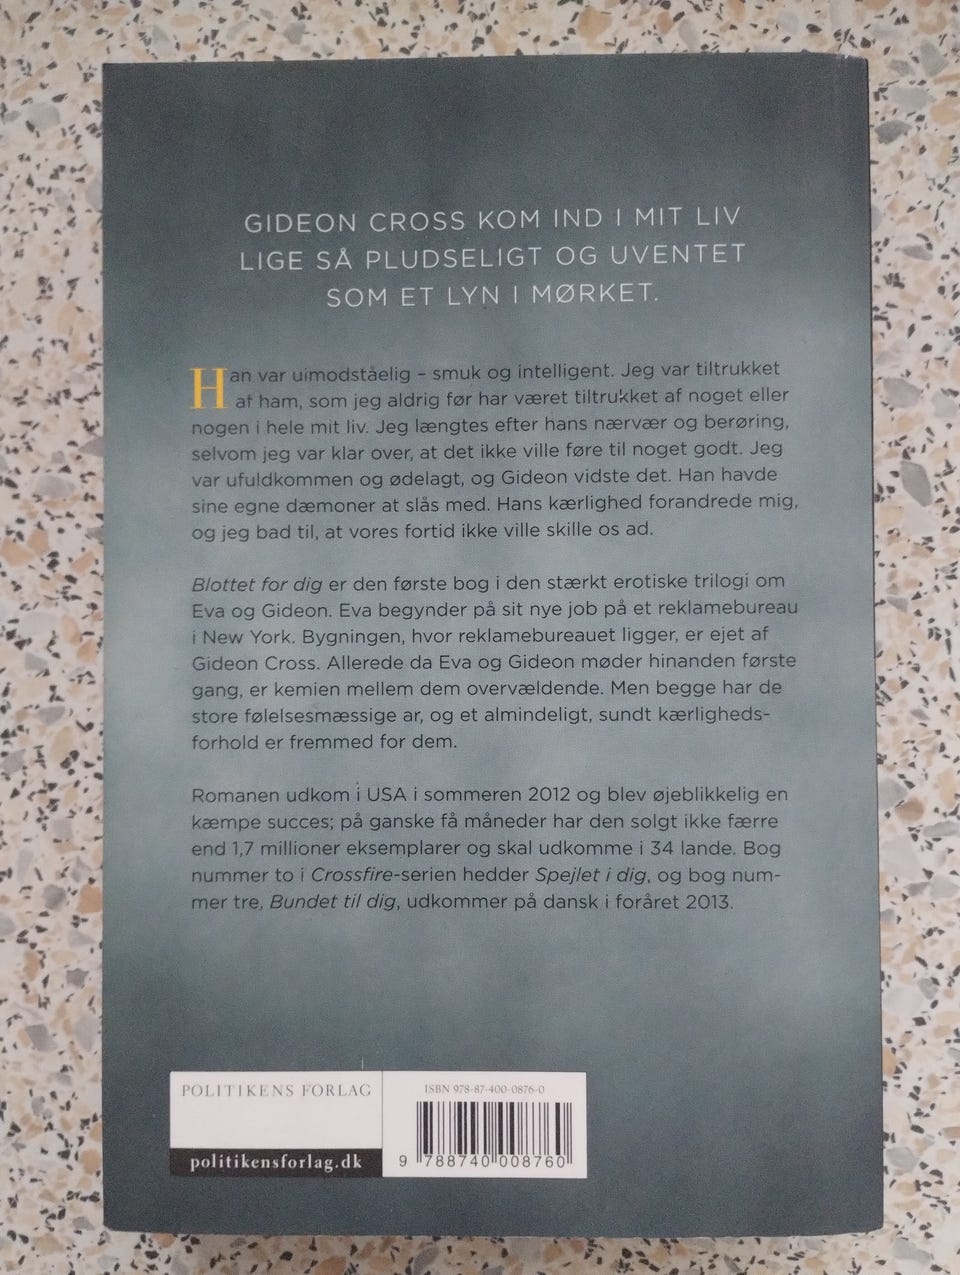 GIDEON CROSS KOM IND I MIT LIV
LIGE SÅ PLUDSELIGT OG UVENTET
SOM ET LYN I MØRKET.
Han var uimodståelig – smuk og intelligent. Jeg var tiltrukket
af ham, som jeg aldrig før har været tiltrukket af noget eller
nogen i hele mit liv. Jeg længtes efter hans nærvær og berøring,
selvom jeg var klar over, at det ikke ville føre til noget godt. Jeg
var ufuldkommen og ødelagt, og Gideon vidste det. Han havde
sine egne dæmoner at slås med. Hans kærlighed forandrede mig,
og jeg bad til, at vores fortid ikke ville skille os ad.
Blottet for dig er den første bog i den stærkt erotiske trilogi om
Eva og Gideon. Eva begynder på sit nye job på et reklamebureau
i New York. Bygningen, hvor reklamebureauet ligger, er ejet af
Gideon Cross. Allerede da Eva og Gideon møder hinanden første
gang, er kemien mellem dem overvældende. Men begge har de
store følelsesmæssige ar, og et almindeligt, sundt kærligheds-
forhold er fremmed for dem.
Romanen udkom i USA i sommeren 2012 og blev øjeblikkelig en
kæmpe succes; på ganske få måneder har den solgt ikke færre
end 1,7 millioner eksemplarer og skal udkomme i 34 lande. Bog
nummer to i Crossfire-serien hedder Spejlet i dig, og bog num-
mer tre, Bundet til dig, udkommer på dansk i foråret 2013.
POLITIKENS FORLAG
politikensforlag.dk
ISBN 978-87-400-0876-0
9 788740 008760